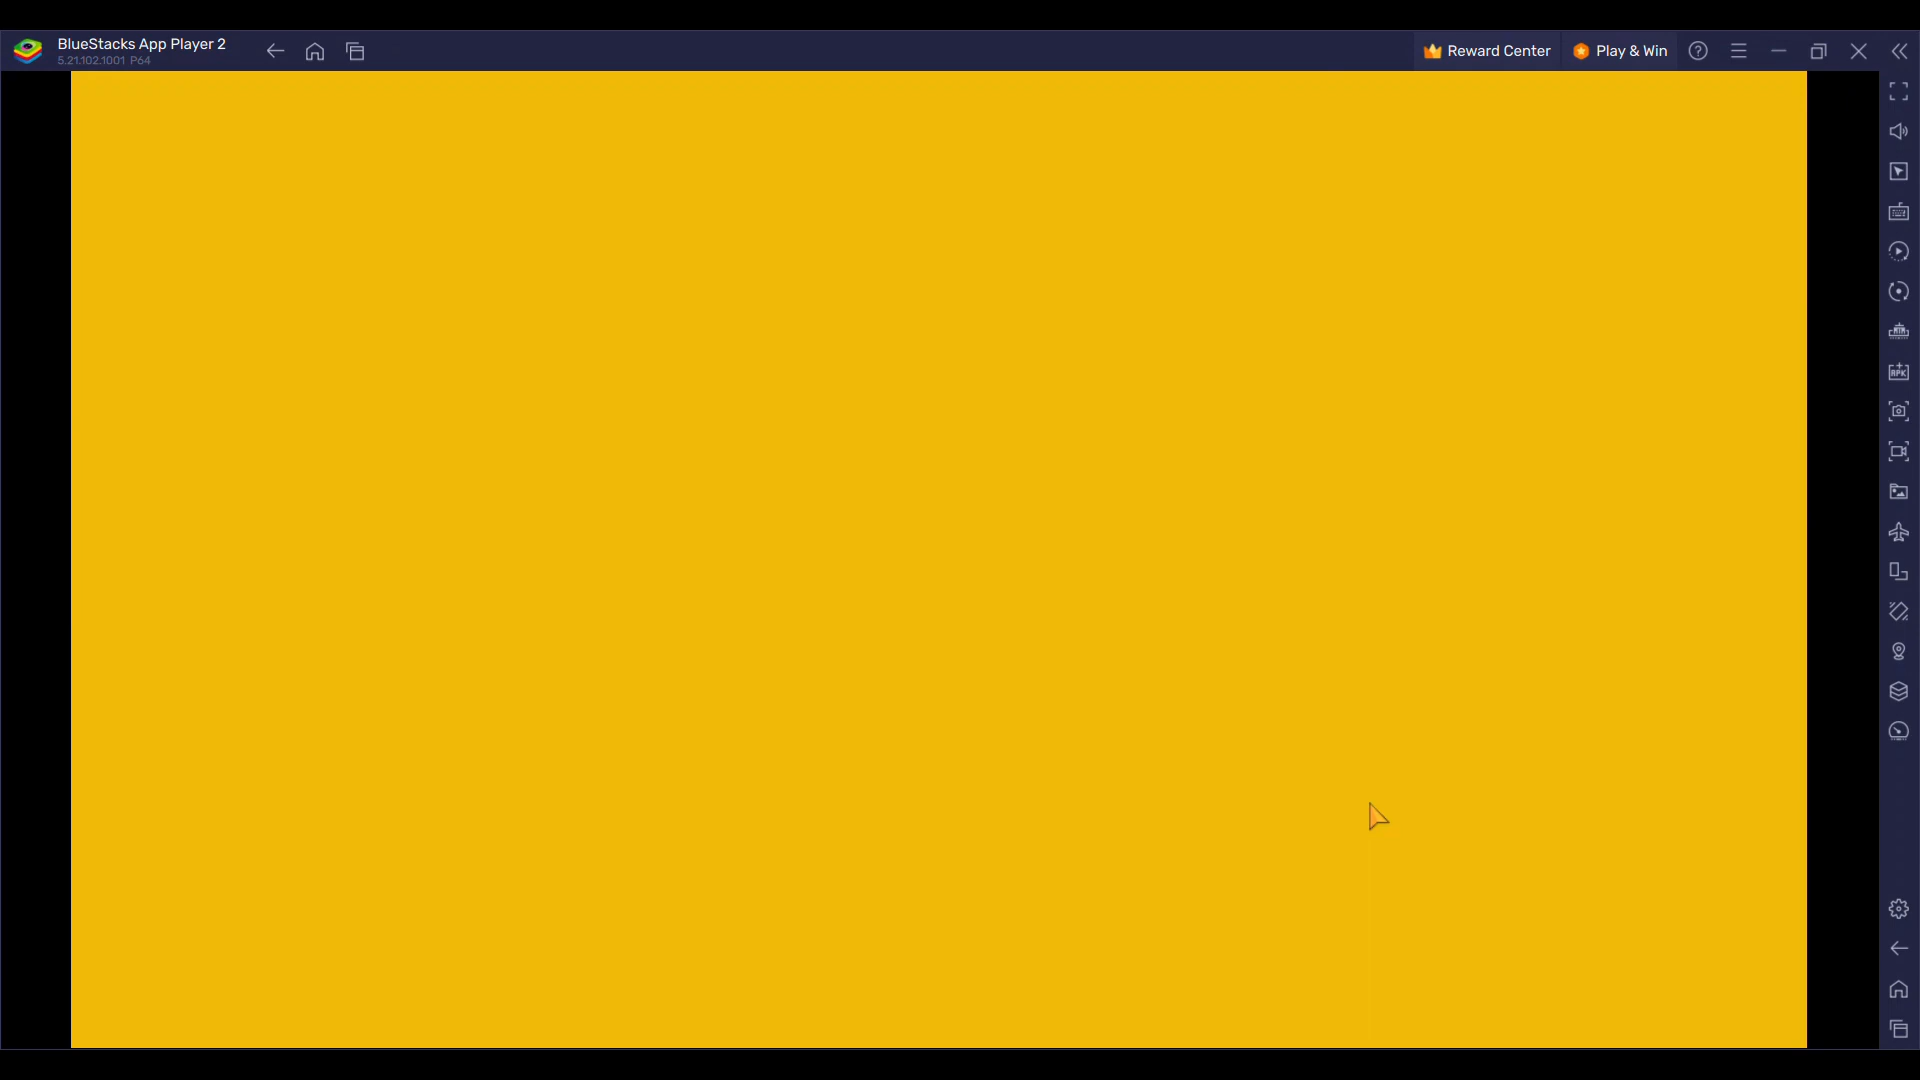 BlueStacks App Player 2
5.21.102.1001 P64
Reward Center
Play & Win